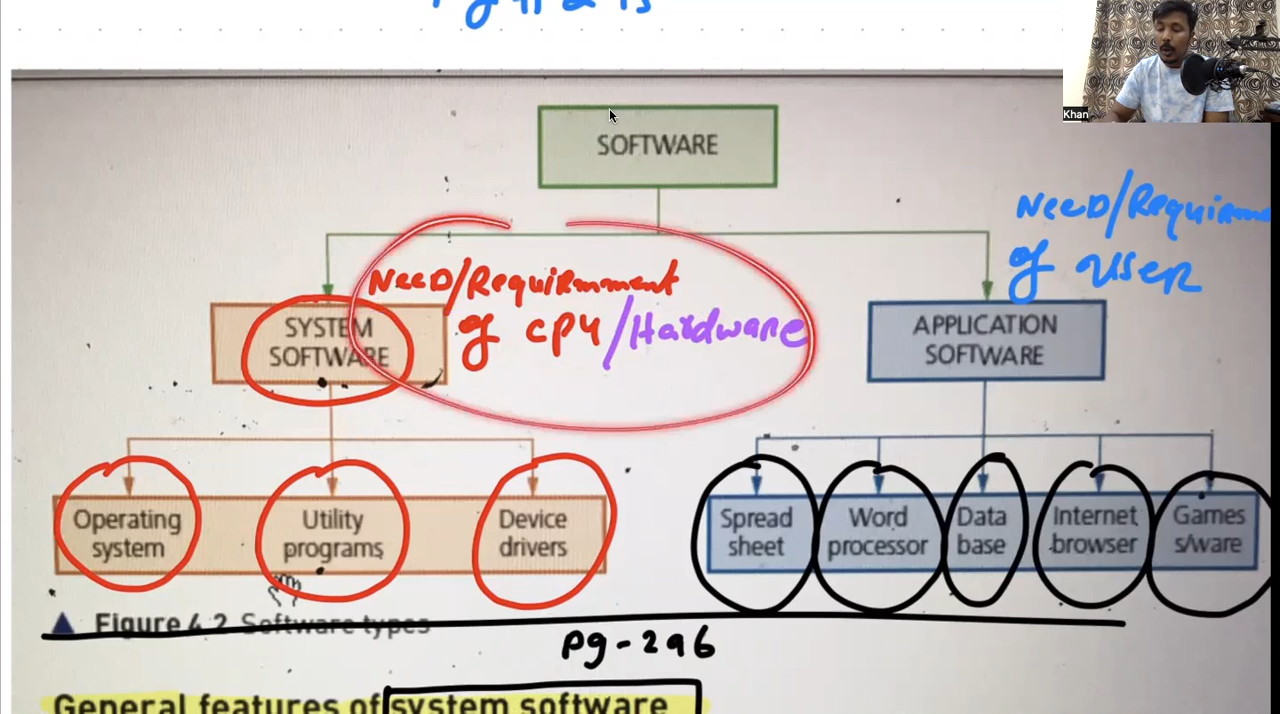 Khan
SOFTWARE
NeeD/Requirmment
of CPU/Hardware
NeeD/Requirmme
of USER
SYSTEM
SOFTWARE
APPLICATION
SOFTWARE
Operating
system
Utility
programs
Device
drivers
Spread
sheet
Word
processor
Data
base
Internet
browser
Games
s/ware
▲ Figure 4.2 Software types
Pg-296
General features of system software